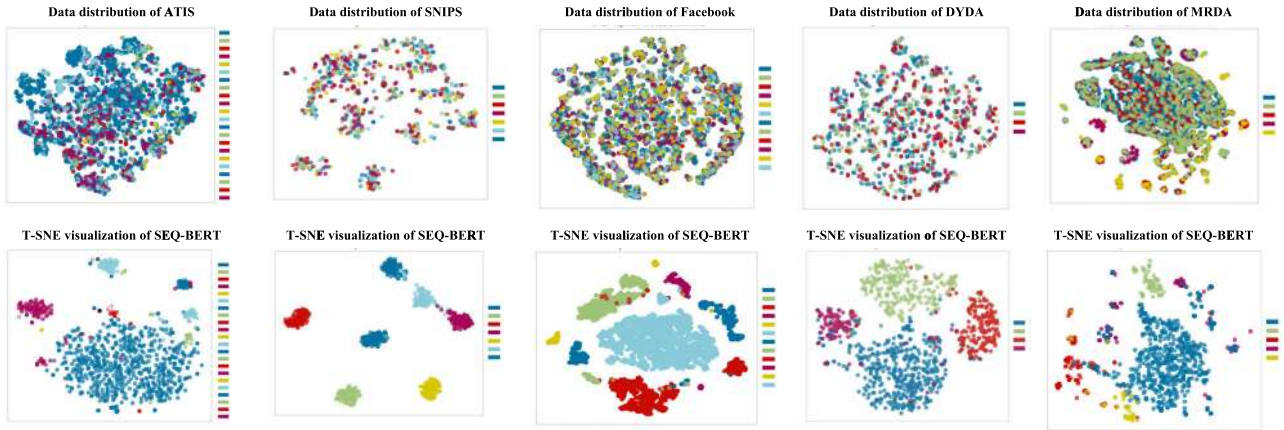 Data distribution of ATIS
Data distribution of SNIPS
Data distribution of Facebook
Data distribution of DYDA
Data distribution of MRDA
T-SNE visualization of SEQ-BERT
T-SNE visualization of SEQ-BERT
T-SNE visualization of SEQ-BERT
T-SNE visualization of SEQ-BERT
T-SNE visualization of SEQ-BERT